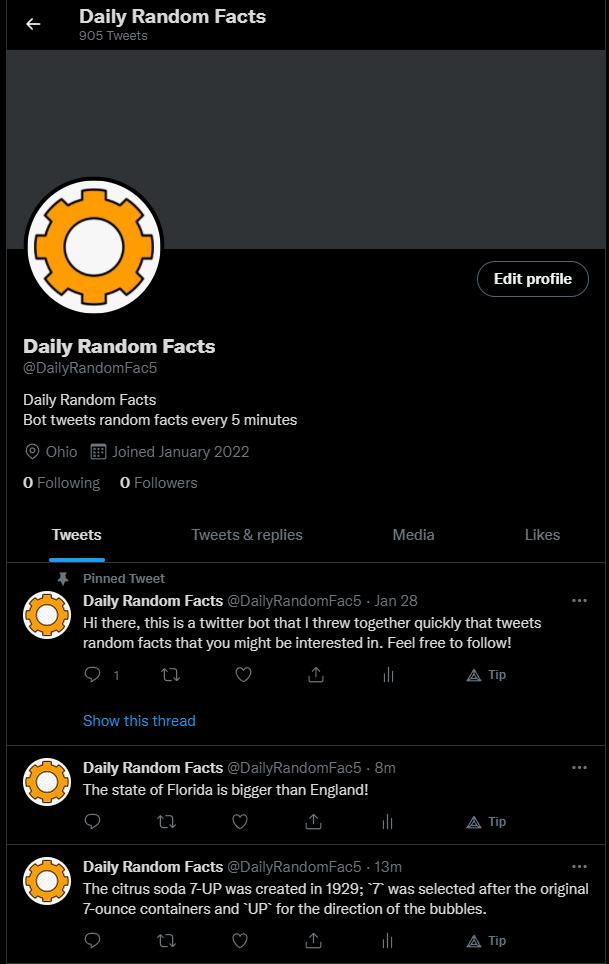 Daily Random Facts
905 Tweets
Edit profile
Daily Random Facts
@DailyRandomFac5
Daily Random Facts
Bot tweets random facts every 5 minutes
Ohio Joined January 2022
0 Following 0 Followers
Tweets Tweets & replies Media Likes
Pinned Tweet
Daily Random Facts @DailyRandomFac5 · Jan 28
Hi there, this is a twitter bot that I threw together quickly that tweets
random facts that you might be interested in. Feel free to follow!
1 Tip
Show this thread
Daily Random Facts @DailyRandomFac5 · 8m
The state of Florida is bigger than England!
Tip
Daily Random Facts @DailyRandomFac5 · 13m
The citrus soda 7-UP was created in 1929; `7` was selected after the original
7-ounce containers and `UP` for the direction of the bubbles.
Tip